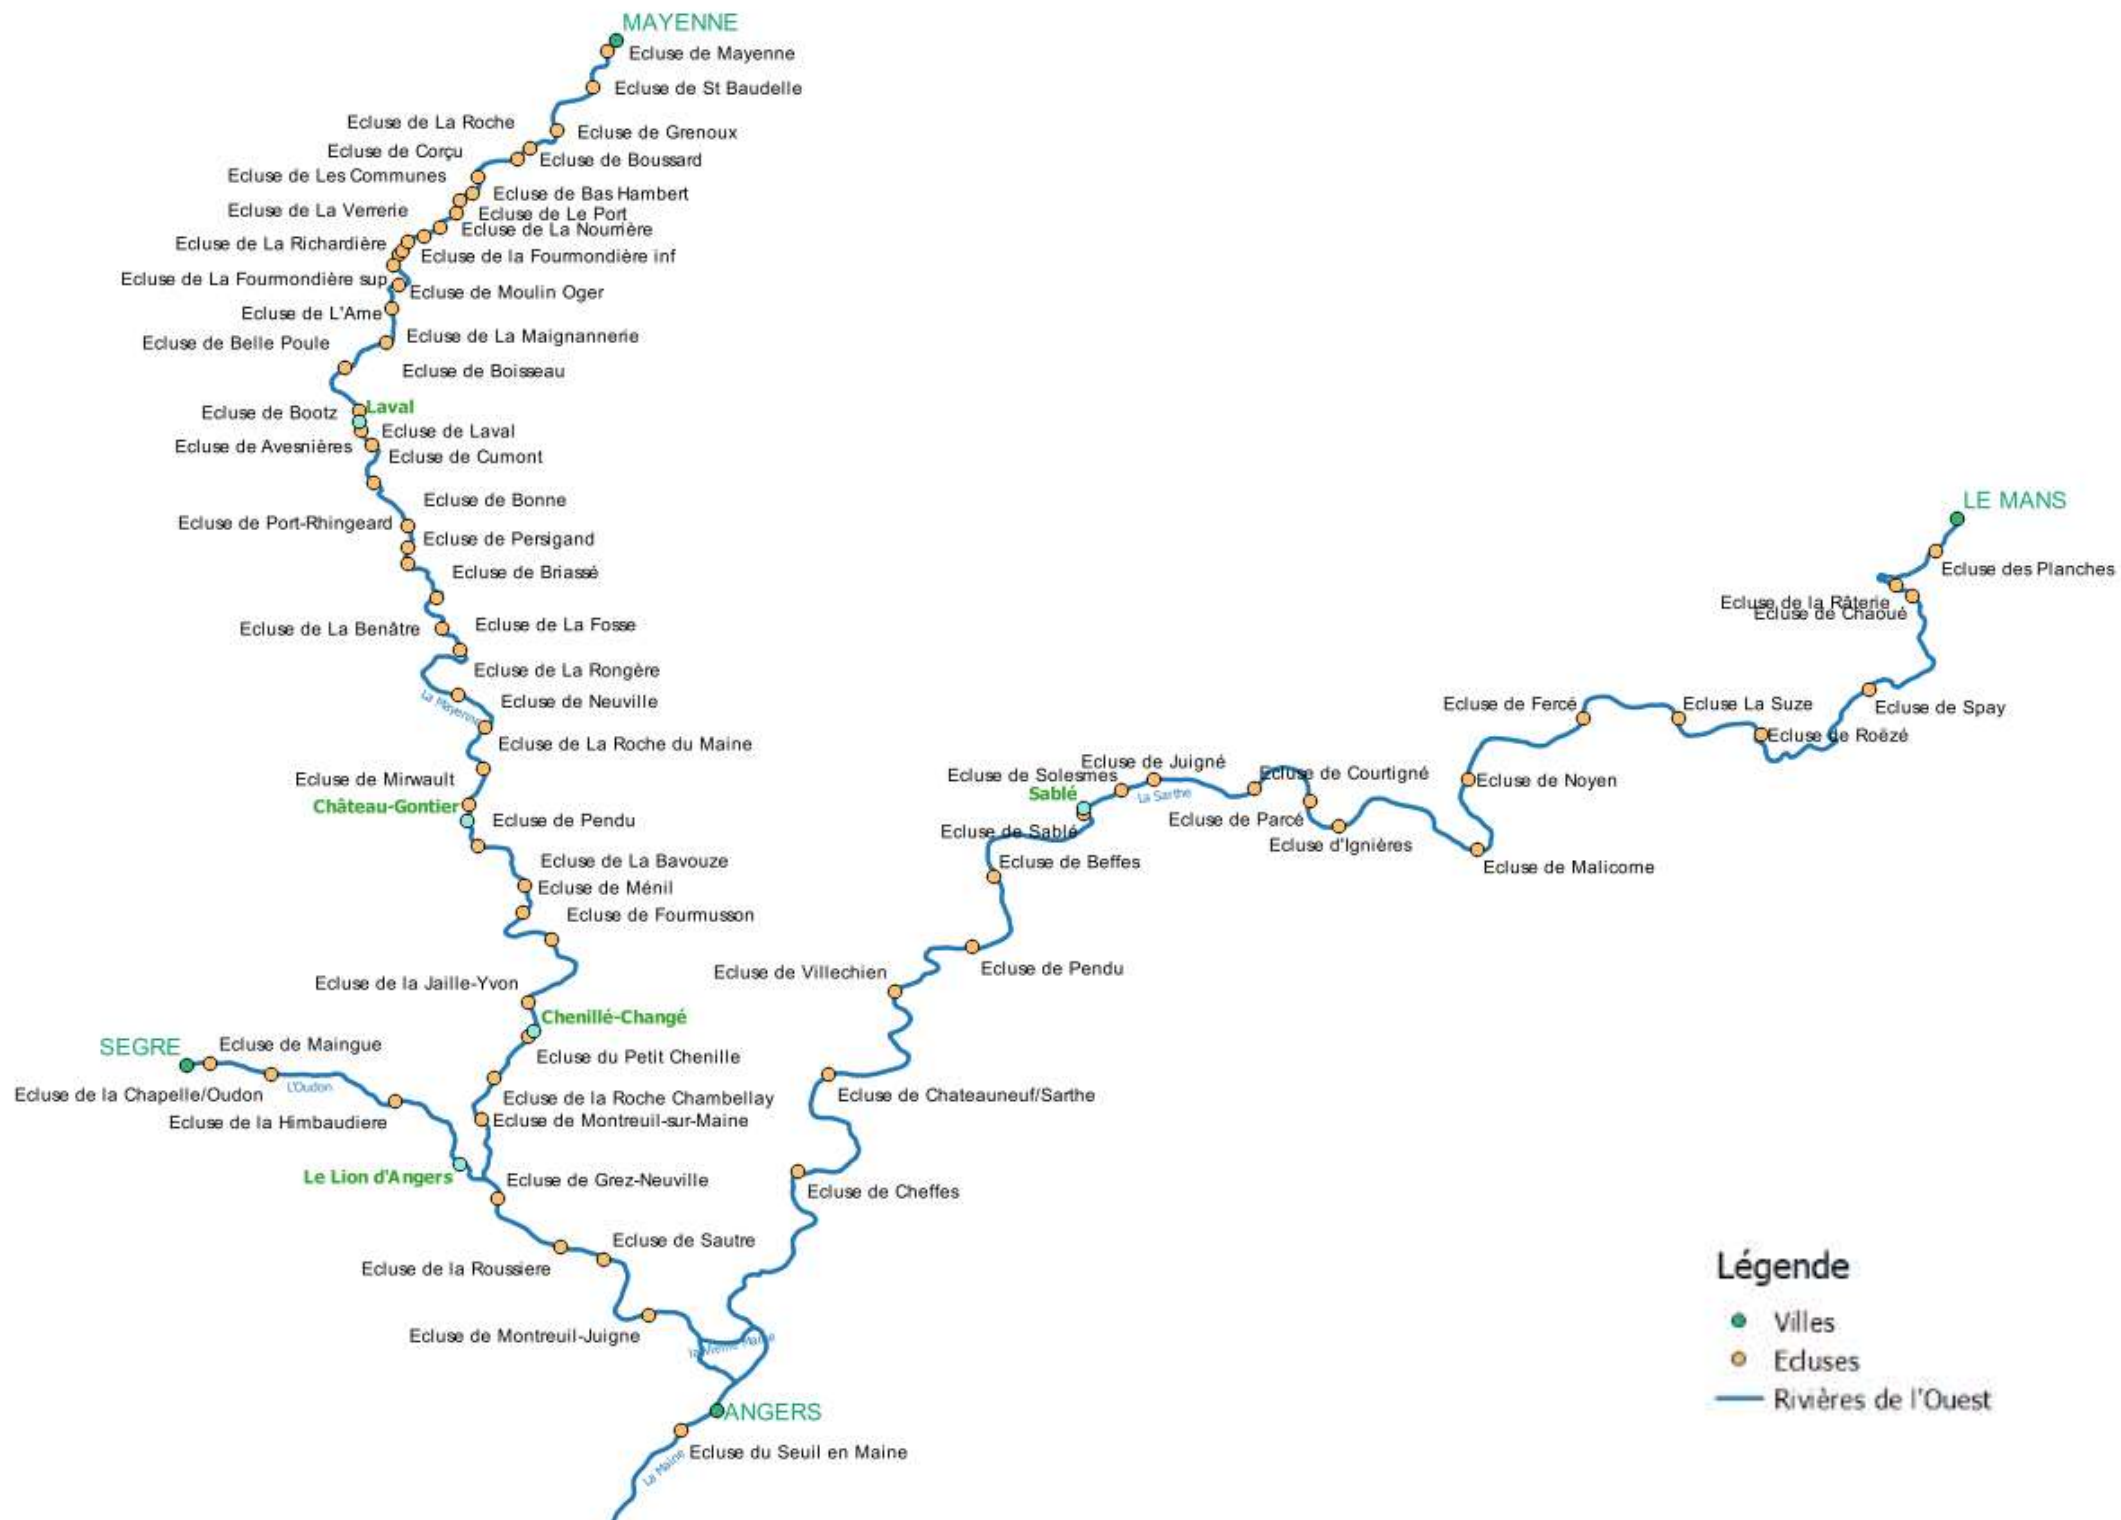 MAYENNE
Ecluse de Mayenne
Ecluse de St Baudelle
Ecluse de La Roche
Ecluse de Grenoux
Ecluse de Corçu
Ecluse de Boussard
Ecluse de Les Communes
Ecluse de Bas Hambert
Ecluse de La Verrerie
Ecluse de Le Port
Ecluse de La Nourrière
Ecluse de La Richardière
Ecluse de la Fourmondière inf
Ecluse de La Fourmondière sup
Ecluse de Moulin Oger
Ecluse de L'Ame
Ecluse de La Maignannerie
Ecluse de Belle Poule
Ecluse de Boisseau
Laval
Ecluse de Bootz
Ecluse de Laval
Ecluse de Avesnières
Ecluse de Cumont
Ecluse de Bonne
Ecluse de Port-Rhingeard
Ecluse de Persigand
Ecluse de Briassé
Ecluse de La Benâtre
Ecluse de La Fosse
Ecluse de La Rongère
La Mayenne
Ecluse de Neuville
Ecluse de La Roche du Maine
Ecluse de Mirwault
Château-Gontier
Ecluse de Pendu
Ecluse de La Bavouze
Ecluse de Ménil
Ecluse de Fourmusson
Ecluse de la Jaille-Yvon
Chenillé-Changé
Ecluse du Petit Chenille
SEGRE
Ecluse de Maingue
L'Oudon
Ecluse de la Chapelle/Oudon
Ecluse de la Himbaudiere
Ecluse de la Roche Chambellay
Ecluse de Montreuil-sur-Maine
Le Lion d'Angers
Ecluse de Grez-Neuville
Ecluse de Sautre
Ecluse de la Roussiere
Ecluse de Montreuil-Juigne
la Vieille Maine
ANGERS
Ecluse du Seuil en Maine
La Maine
LE MANS
Ecluse des Planches
Ecluse de la Râterie
Ecluse de Chaoué
Ecluse de Spay
Ecluse de Roëzé
Ecluse La Suze
Ecluse de Fercé
Ecluse de Noyen
Ecluse de Malicorne
Ecluse d'Ignières
Ecluse de Courtigné
Ecluse de Parcé
Ecluse de Juigné
La Sarthe
Ecluse de Solesmes
Sablé
Ecluse de Sablé
Ecluse de Beffes
Ecluse de Pendu
Ecluse de Villechien
Ecluse de Chateauneuf/Sarthe
Ecluse de Cheffes
Légende
Villes
Ecluses
Rivières de l'Ouest